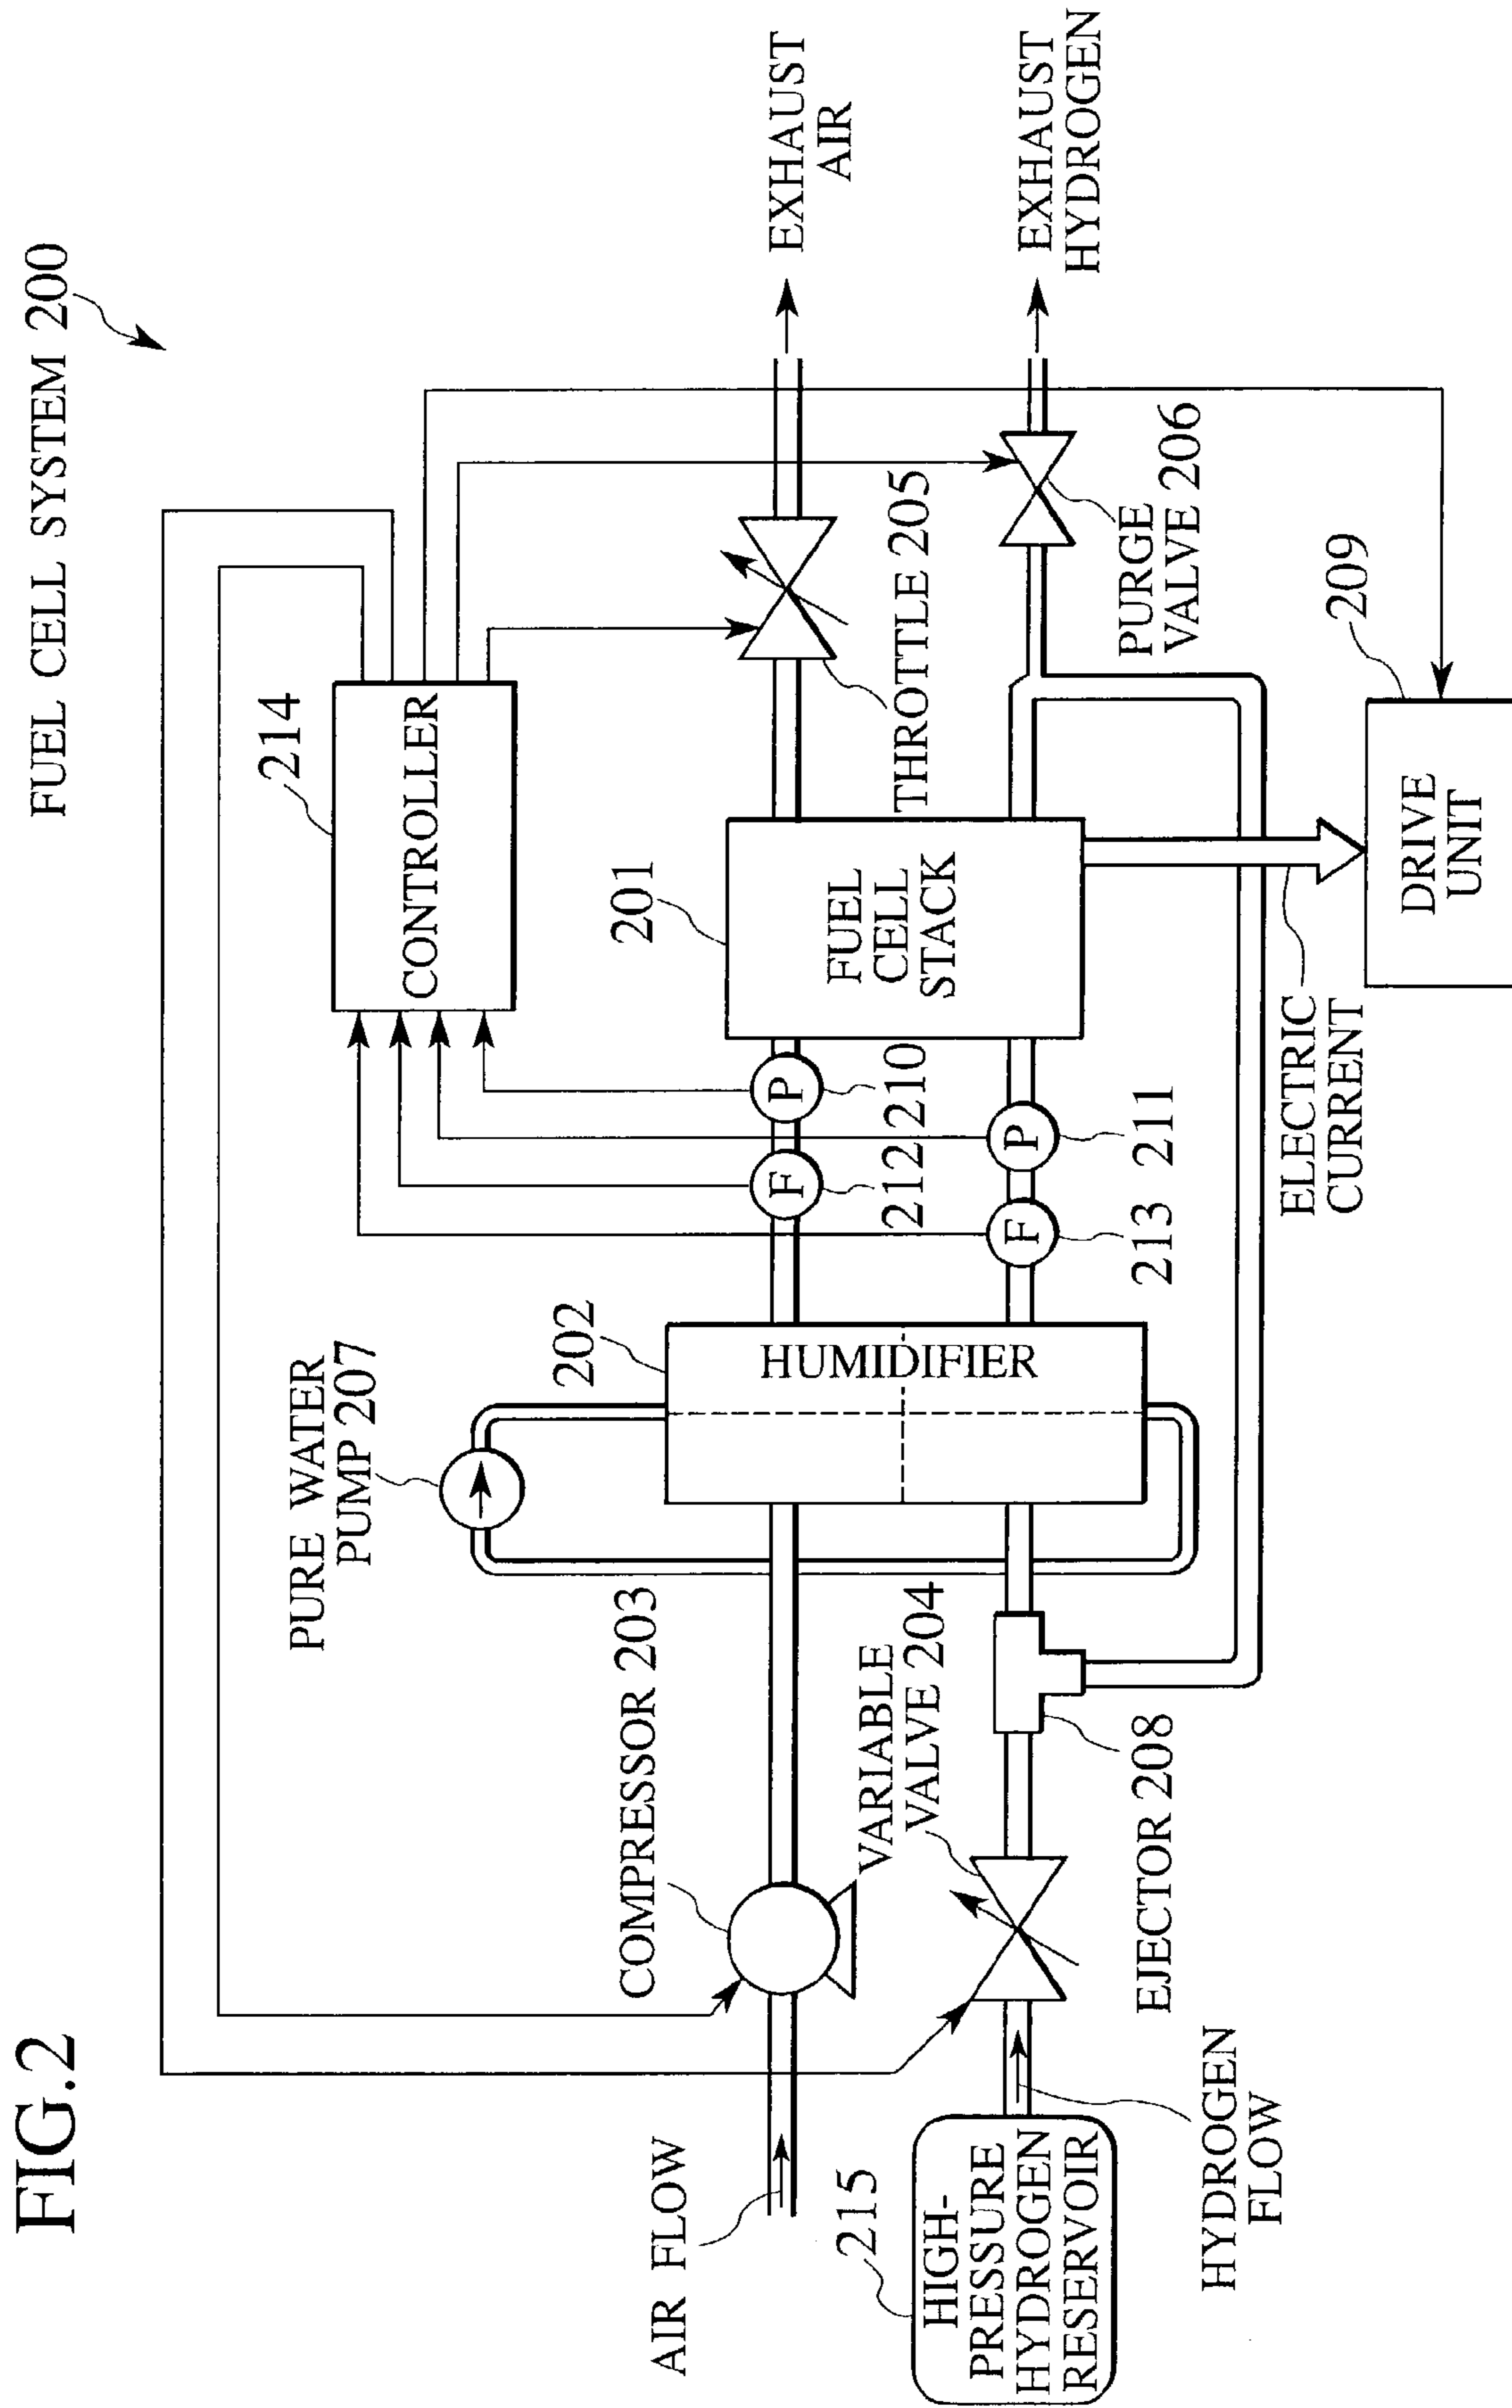 FIG.2
FUEL CELL SYSTEM 200
214
CONTROLLER
PURE WATER
PUMP 207
202
HUMIDIFIER
201
FUEL
CELL
STACK
EXHAUST
AIR
COMPRESSOR 203
AIR FLOW
F
P
212
210
THROTTLE 205
VARIABLE
VALVE 204
215
HIGH-
PRESSURE
HYDROGEN
RESERVOIR
F
P
213
211
EXHAUST
HYDROGEN
PURGE
VALVE 206
EJECTOR 208
HYDROGEN
FLOW
ELECTRIC
CURRENT
209
DRIVE
UNIT